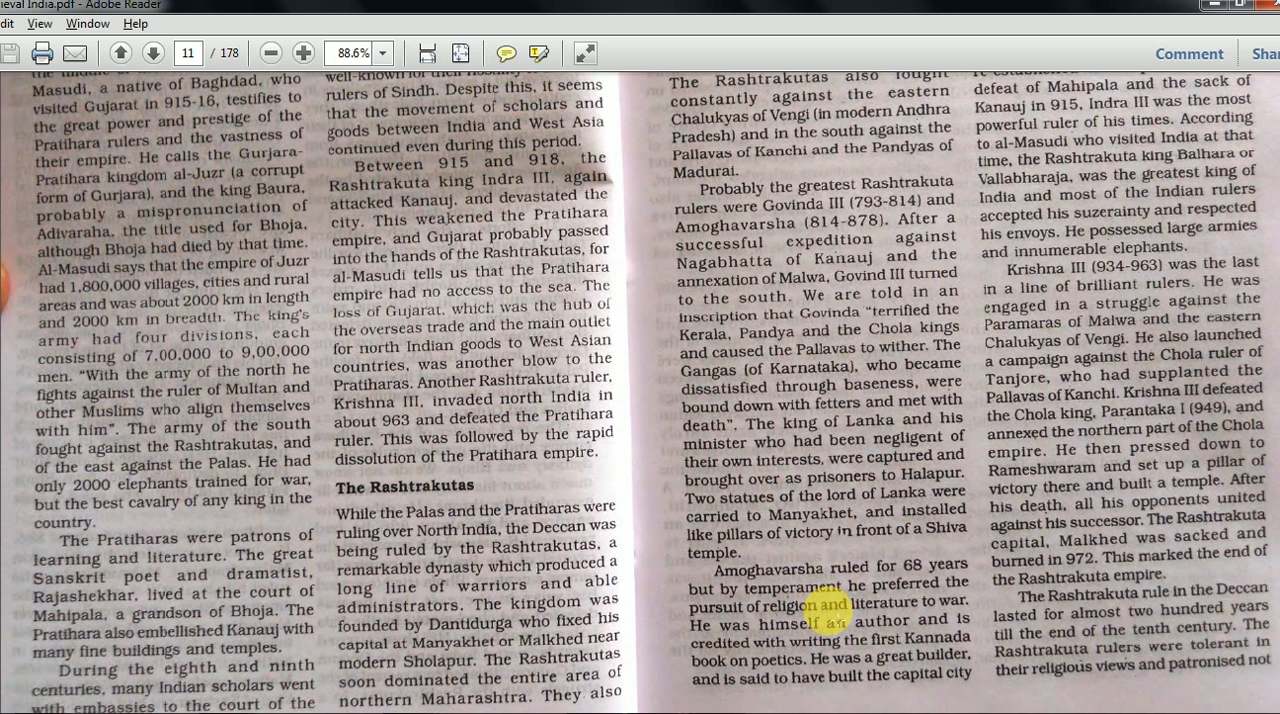 ieval India.pdf - Adobe Reader
dit View Window Help
11 / 178 88.6% Comment Shar
Masudi, a native of Baghdad, who
visited Gujarat in 915-16, testifies to
the great power and prestige of the
Pratihara rulers and the vastness of
their empire. He calls the Gurjara-
Pratihara kingdom al-Juzr (a corrupt
form of Gurjara), and the king Baura,
probably a mispronunciation of
Adivaraha, the title used for Bhoja,
although Bhoja had died by that time.
Al-Masudi says that the empire of Juzr
had 1,800,000 villages, cities and rural
areas and was about 2000 km in length
and 2000 km in breadth. The king's
army had four divisions, each
consisting of 7,00,000 to 9,00,000
men. “With the army of the north he
fights against the ruler of Multan and
other Muslims who align themselves
with him”. The army of the south
fought against the Rashtrakutas, and
of the east against the Palas. He had
only 2000 elephants trained for war,
but the best cavalry of any king in the
country.
The Pratiharas were patrons of
learning and literature. The great
Sanskrit poet and dramatist,
Rajashekhar, lived at the court of
Mahipala, a grandson of Bhoja. The
Pratihara also embellished Kanauj with
many fine buildings and temples.
During the eighth and ninth
centuries, many Indian scholars went
with embassies to the court of the
well-known for their
rulers of Sindh. Despite this, it seems
that the movement of scholars and
goods between India and West Asia
continued even during this period.
Between 915 and 918, the
Rashtrakuta king Indra III, again
attacked Kanauj, and devastated the
city. This weakened the Pratihara
empire, and Gujarat probably passed
into the hands of the Rashtrakutas, for
al-Masudi tells us that the Pratihara
empire had no access to the sea. The
loss of Gujarat, which was the hub of
the overseas trade and the main outlet
for north Indian goods to West Asian
countries, was another blow to the
Pratiharas. Another Rashtrakuta ruler,
Krishna III, invaded north India in
about 963 and defeated the Pratihara
ruler. This was followed by the rapid
dissolution of the Pratihara empire.
The Rashtrakutas
While the Palas and the Pratiharas were
ruling over North India, the Deccan was
being ruled by the Rashtrakutas, a
remarkable dynasty which produced a
long line of warriors and able
administrators. The kingdom was
founded by Dantidurga who fixed his
capital at Manyakhet or Malkhed near
modern Sholapur. The Rashtrakutas
soon dominated the entire area of
northern Maharashtra. They also
The Rashtrakutas also fought
constantly against the eastern
Chalukyas of Vengi (in modern Andhra
Pradesh) and in the south against the
Pallavas of Kanchi and the Pandyas of
Madurai.
Probably the greatest Rashtrakuta
rulers were Govinda III (793-814) and
Amoghavarsha (814-878). After a
successful expedition against
Nagabhatta of Kanauj and the
annexation of Malwa, Govind III turned
to the south. We are told in an
inscription that Govinda “terrified the
Kerala, Pandya and the Chola kings
and caused the Pallavas to wither. The
Gangas (of Karnataka), who became
dissatisfied through baseness, were
bound down with fetters and met with
death”. The king of Lanka and his
minister who had been negligent of
their own interests, were captured and
brought over as prisoners to Halapur.
Two statues of the lord of Lanka were
carried to Manyakhet, and installed
like pillars of victory in front of a Shiva
temple.
Amoghavarsha ruled for 68 years
but by temperament he preferred the
pursuit of religion and literature to war.
He was himself an author and is
credited with writing the first Kannada
book on poetics. He was a great builder,
and is said to have built the capital city
defeat of Mahipala and the sack of
Kanauj in 915, Indra III was the most
powerful ruler of his times. According
to al-Masudi who visited India at that
time, the Rashtrakuta king Balhara or
Vallabharaja, was the greatest king of
India and most of the Indian rulers
accepted his suzerainty and respected
his envoys. He possessed large armies
and innumerable elephants.
Krishna III (934-963) was the last
in a line of brilliant rulers. He was
engaged in a struggle against the
Paramaras of Malwa and the eastern
Chalukyas of Vengi. He also launched
a campaign against the Chola ruler of
Tanjore, who had supplanted the
Pallavas of Kanchi. Krishna III defeated
the Chola king, Parantaka I (949), and
annexed the northern part of the Chola
empire. He then pressed down to
Rameshwaram and set up a pillar of
victory there and built a temple. After
his death, all his opponents united
against his successor. The Rashtrakuta
capital, Malkhed was sacked and
burned in 972. This marked the end of
the Rashtrakuta empire.
The Rashtrakuta rule in the Deccan
lasted for almost two hundred years
till the end of the tenth century. The
Rashtrakuta rulers were tolerant in
their religious views and patronised not